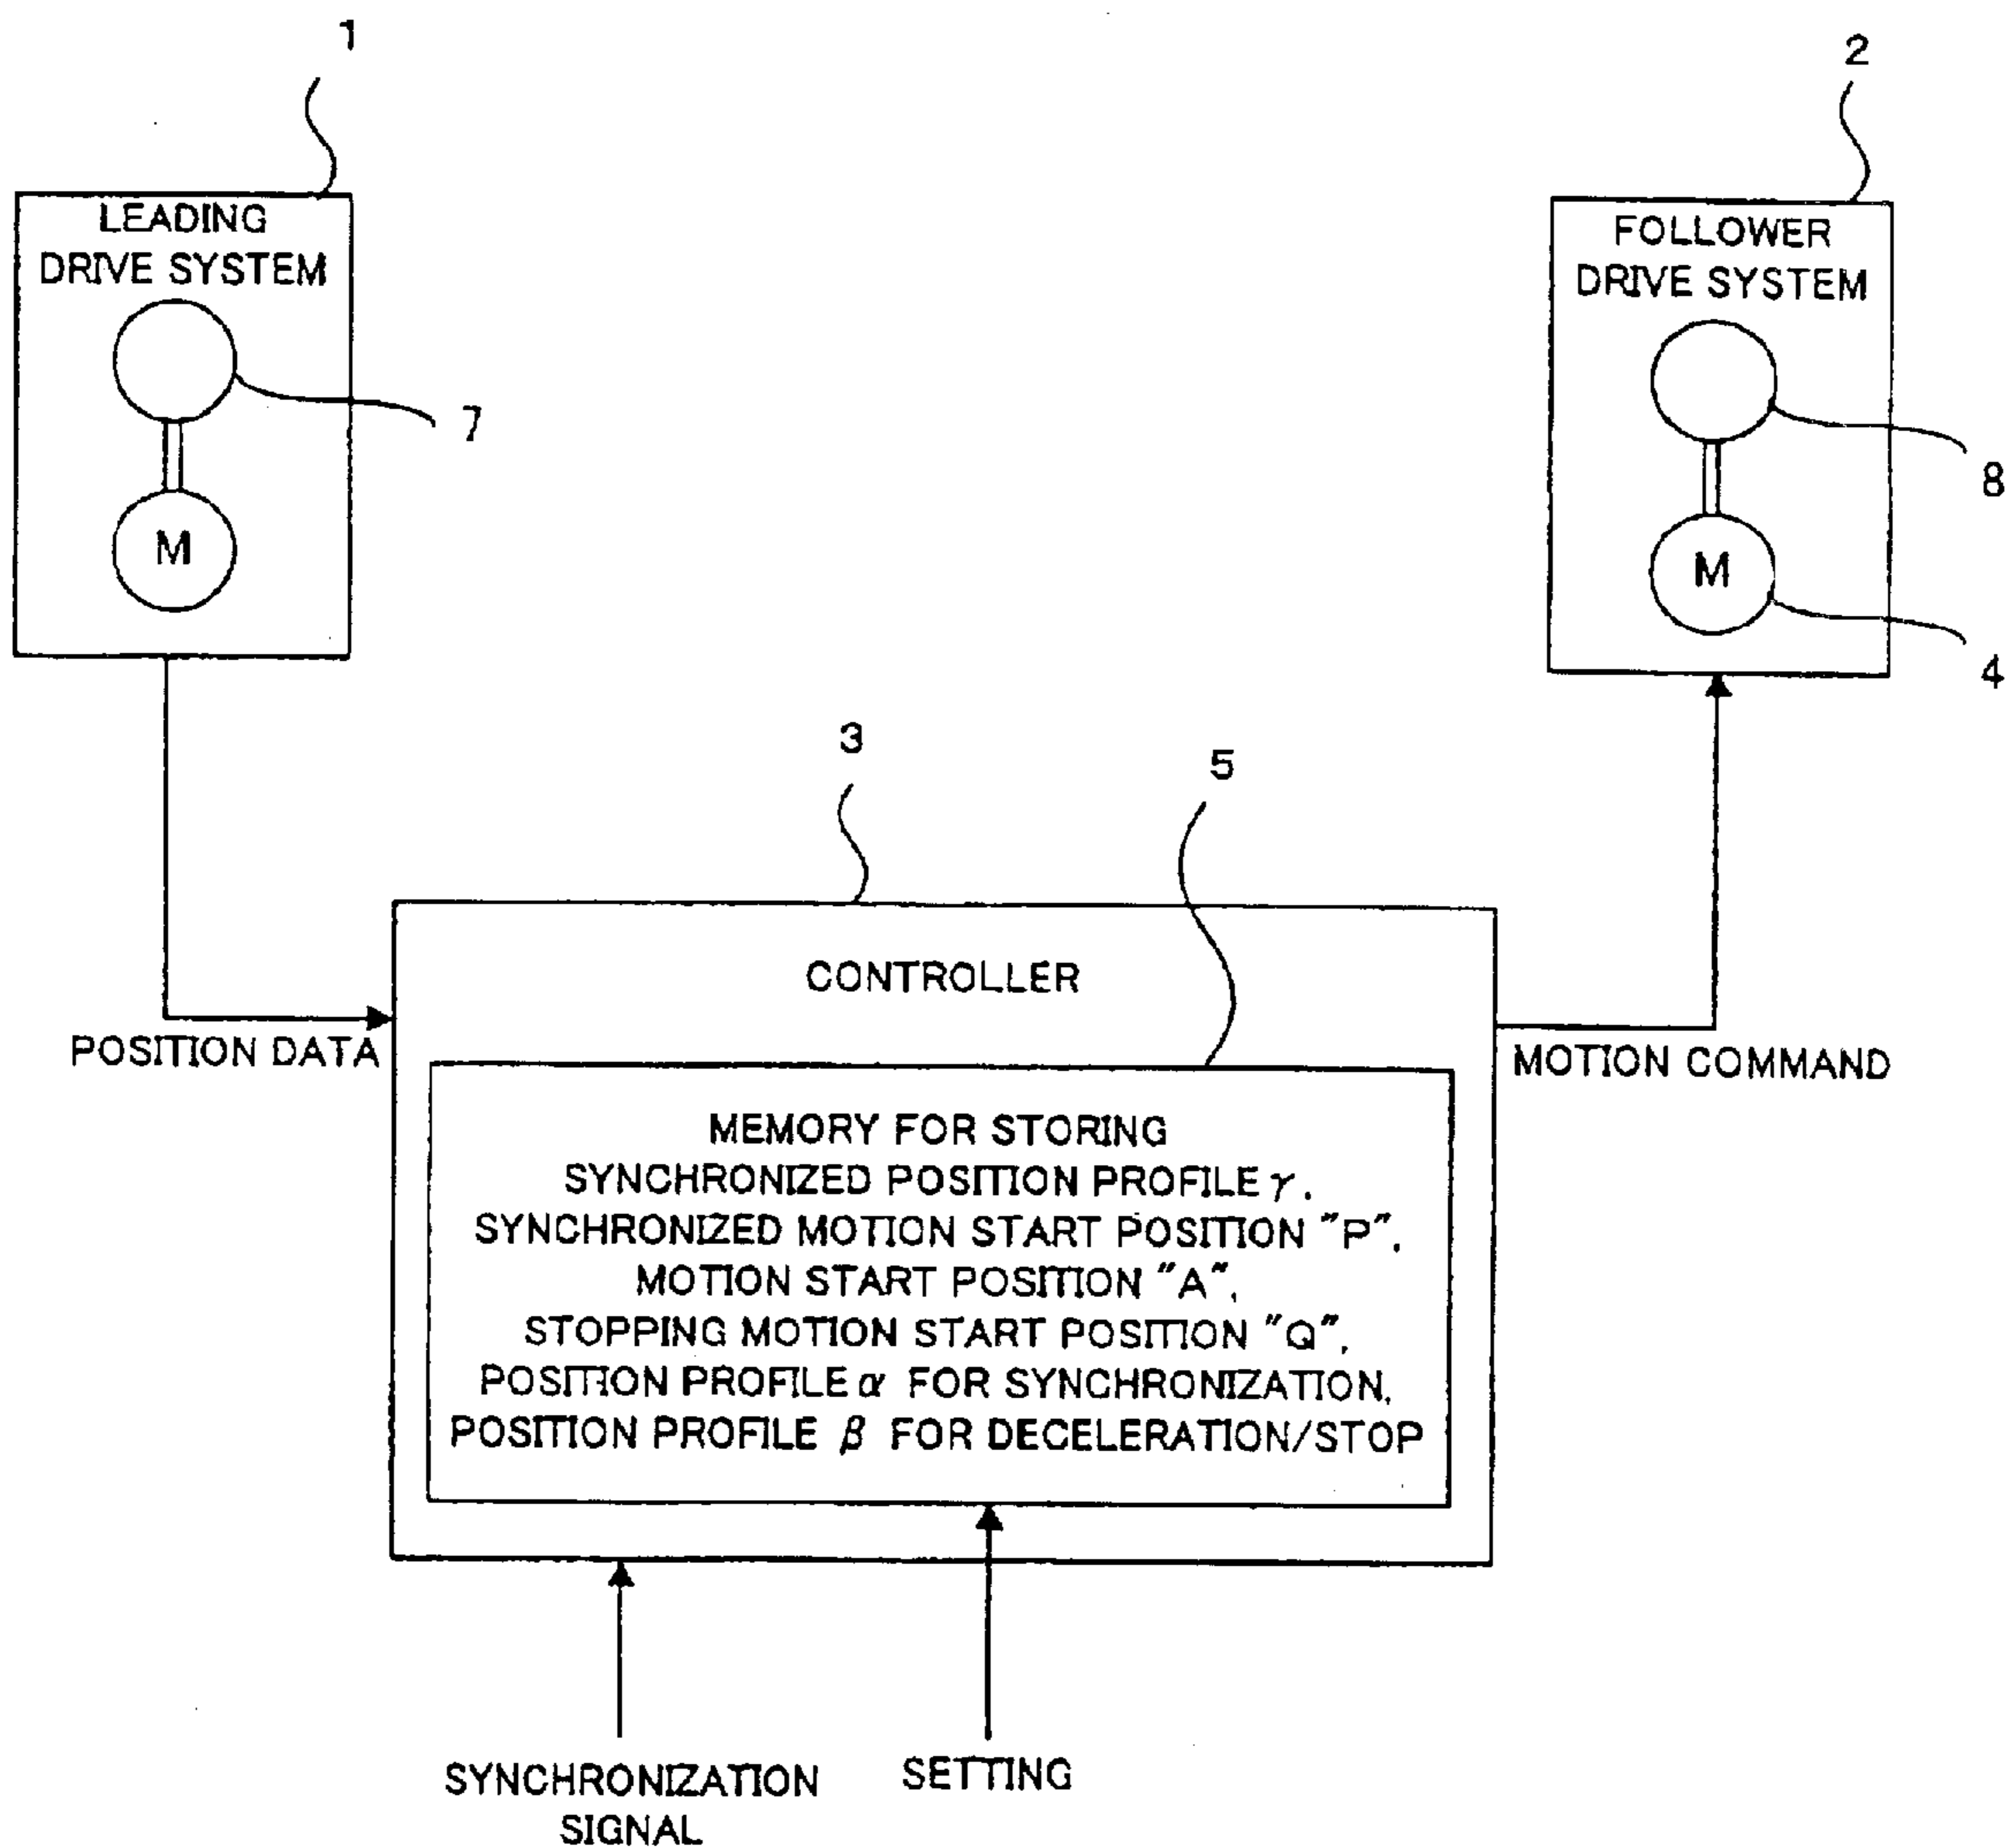 1
2
LEADING
DRIVE SYSTEM
7
M
FOLLOWER
DRIVE SYSTEM
8
M
4
3
5
CONTROLLER
POSITION DATA
MOTION COMMAND
MEMORY FOR STORING
SYNCHRONIZED POSITION PROFILE γ,
SYNCHRONIZED MOTION START POSITION "P",
MOTION START POSITION "A",
STOPPING MOTION START POSITION "Q",
POSITION PROFILE α FOR SYNCHRONIZATION,
POSITION PROFILE β FOR DECELERATION/STOP
SYNCHRONIZATION
SIGNAL
SETTING